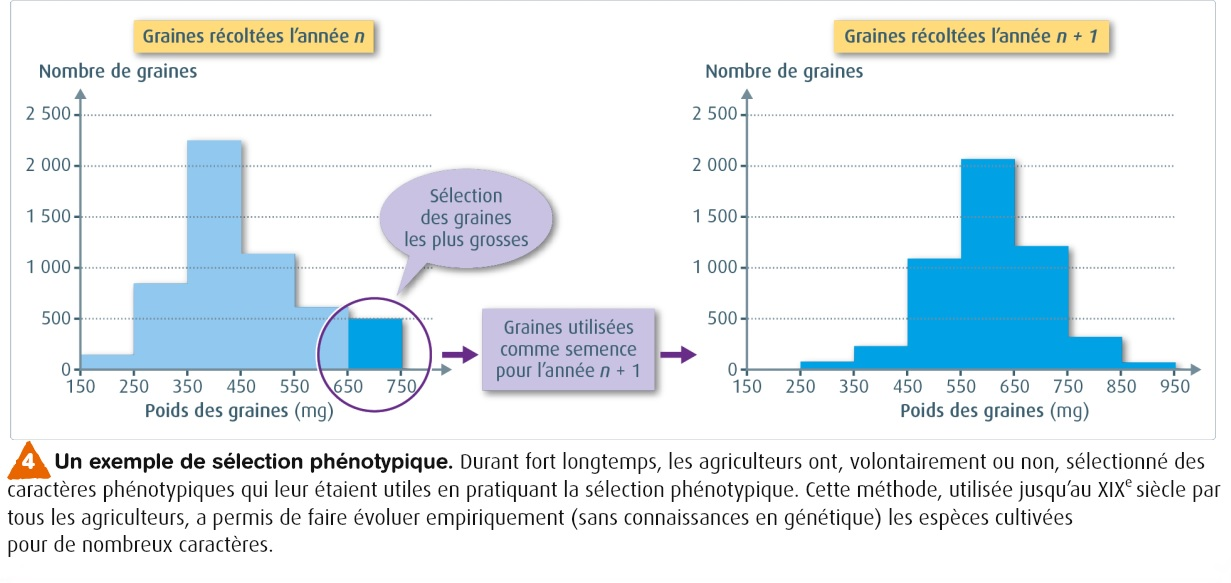 Graines récoltées l'année n
Graines récoltées l'année n + 1
Nombre de graines
2 500
2 000
1 500
1 000
500
0
150 250 350 450 550 650 750
Poids des graines (mg)
Sélection
des graines
les plus grosses
Graines utilisées
comme semence
pour l'année n + 1
Nombre de graines
2 500
2 000
1 500
1 000
500
0
150 250 350 450 550 650 750 850 950
Poids des graines (mg)
4 Un exemple de sélection phénotypique. Durant fort longtemps, les agriculteurs ont, volontairement ou non, sélectionné des
caractères phénotypiques qui leur étaient utiles en pratiquant la sélection phénotypique. Cette méthode, utilisée jusqu'au XIXe siècle par
tous les agriculteurs, a permis de faire évoluer empiriquement (sans connaissances en génétique) les espèces cultivées
pour de nombreux caractères.